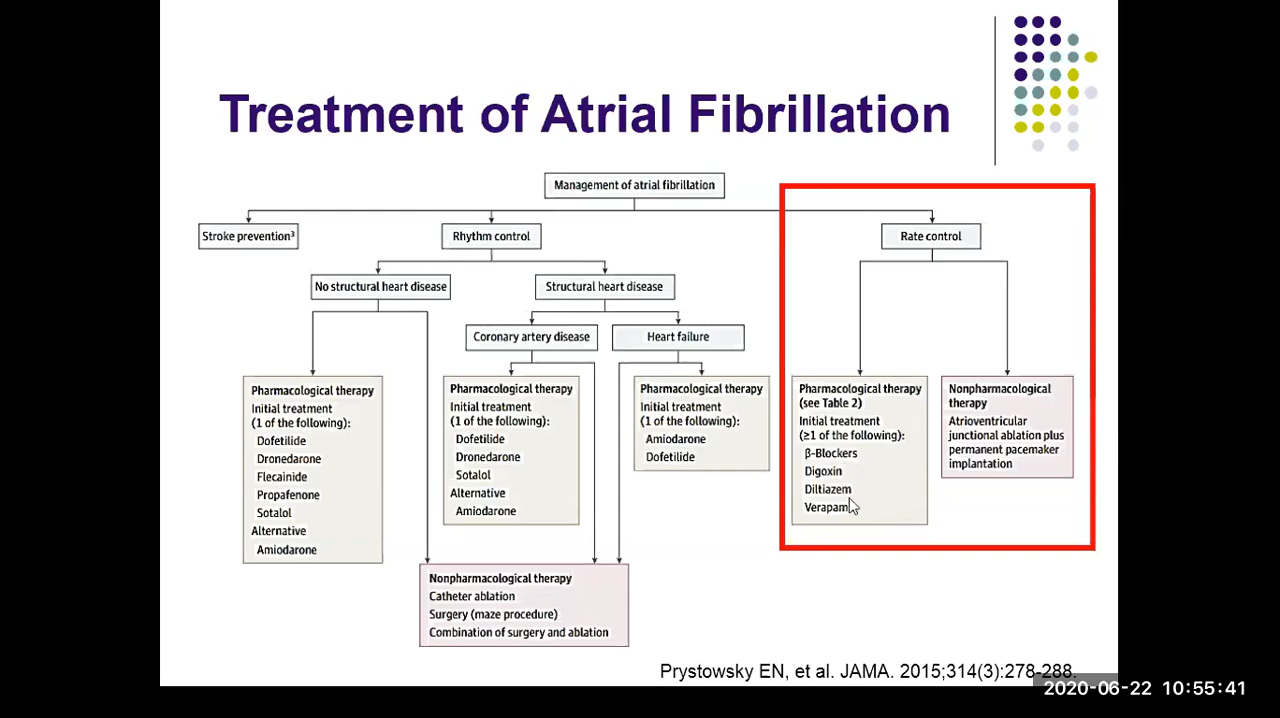 Treatment of Atrial Fibrillation
Management of atrial fibrillation
Stroke prevention³
Rhythm control
Rate control
No structural heart disease
Structural heart disease
Coronary artery disease
Heart failure
Pharmacological therapy
Initial treatment
(1 of the following):
Dofetilide
Dronedarone
Flecainide
Propafenone
Sotalol
Alternative
Amiodarone
Pharmacological therapy
Initial treatment
(1 of the following):
Dofetilide
Dronedarone
Sotalol
Alternative
Amiodarone
Pharmacological therapy
Initial treatment
(1 of the following):
Amiodarone
Dofetilide
Pharmacological therapy
(see Table 2)
Initial treatment
(≥1 of the following):
β-Blockers
Digoxin
Diltiazem
Verapam
Nonpharmacological
therapy
Atrioventricular
junctional ablation plus
permanent pacemaker
implantation
Nonpharmacological therapy
Catheter ablation
Surgery (maze procedure)
Combination of surgery and ablation
Prystowsky EN, et al. JAMA. 2015;314(3):278-288.
2020-06-22 10:55:41